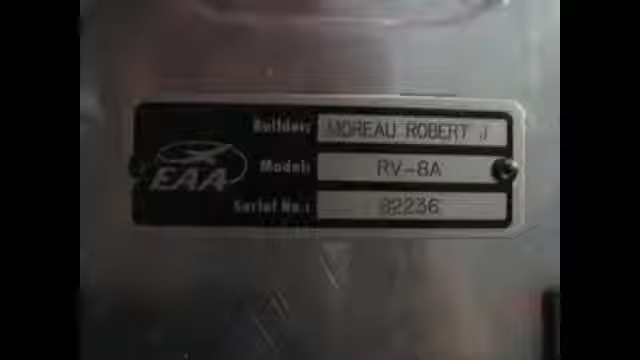 Builder: MOREAU ROBERT J
EAA
Model: RV-8A
Serial No.: 82236